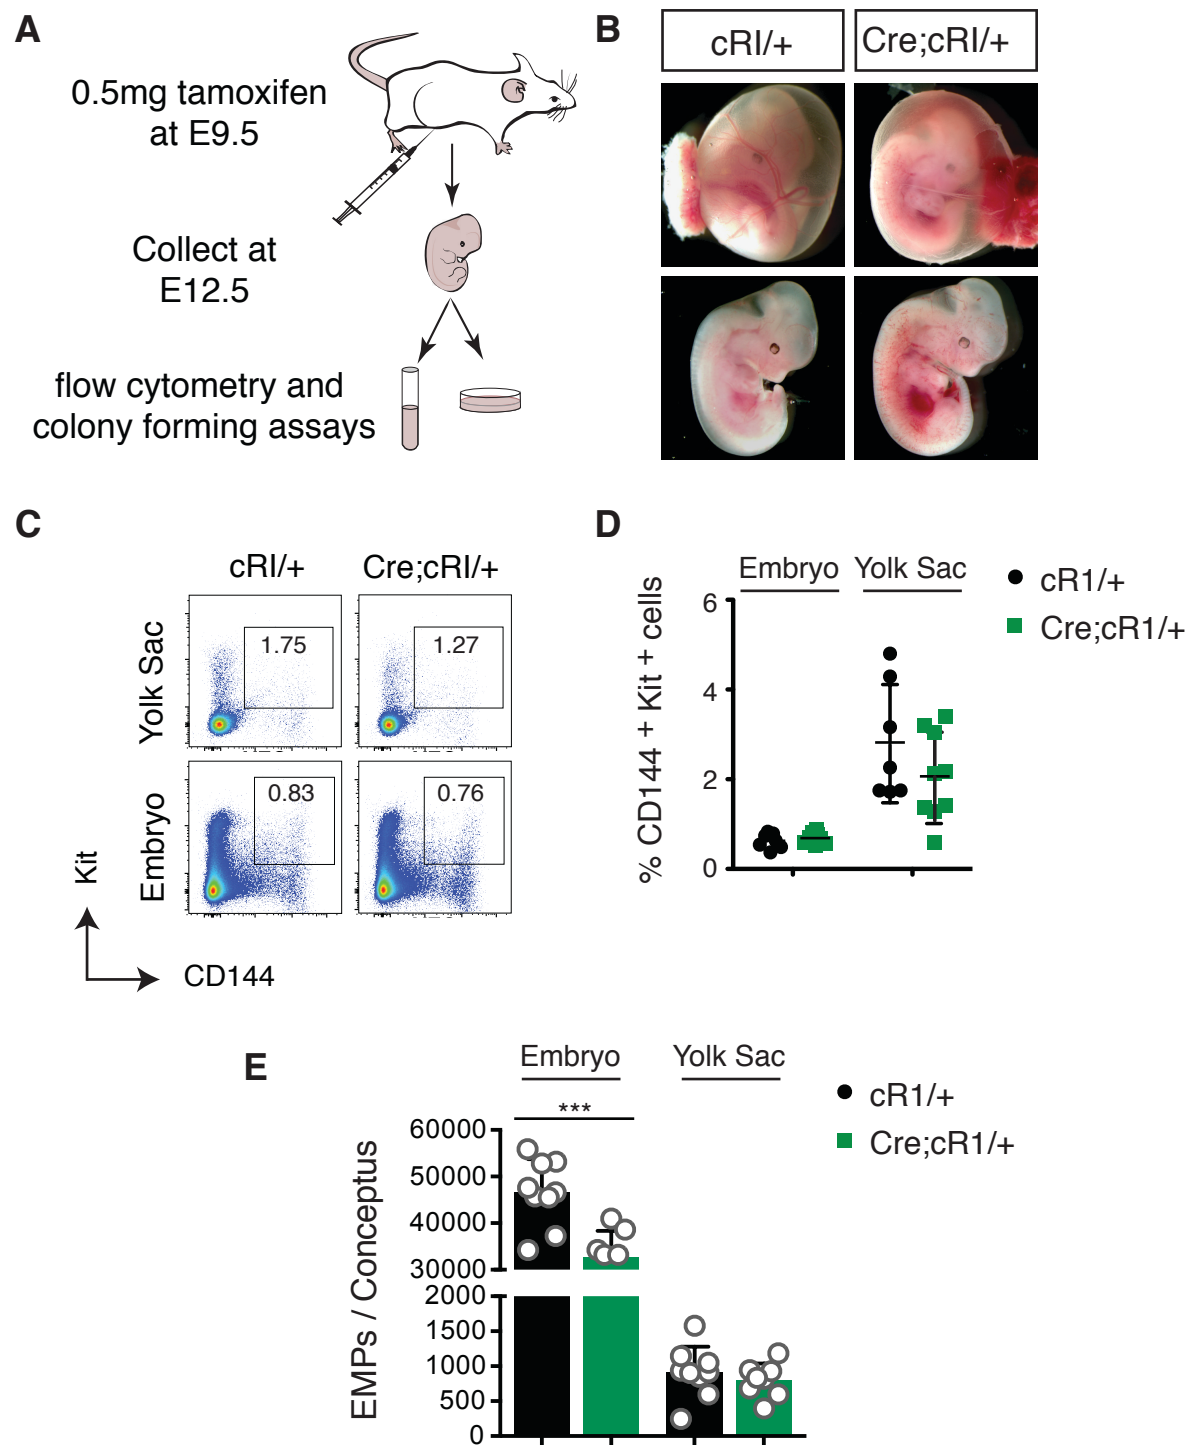 A
0.5mg tamoxifen
at E9.5
Collect at
E12.5
flow cytometry and
colony forming assays
B
cRI/+
Cre;cRI/+
C
cRI/+
Cre;cRI/+
Yolk Sac
1.75
1.27
Embryo
0.83
0.76
Kit
CD144
D
Embryo
Yolk Sac
cR1/+
Cre;cR1/+
% CD144 + Kit + cells
6
4
2
0
E
Embryo
Yolk Sac
cR1/+
Cre;cR1/+
***
EMPs / Conceptus
60000
50000
40000
30000
2000
1500
1000
500
0